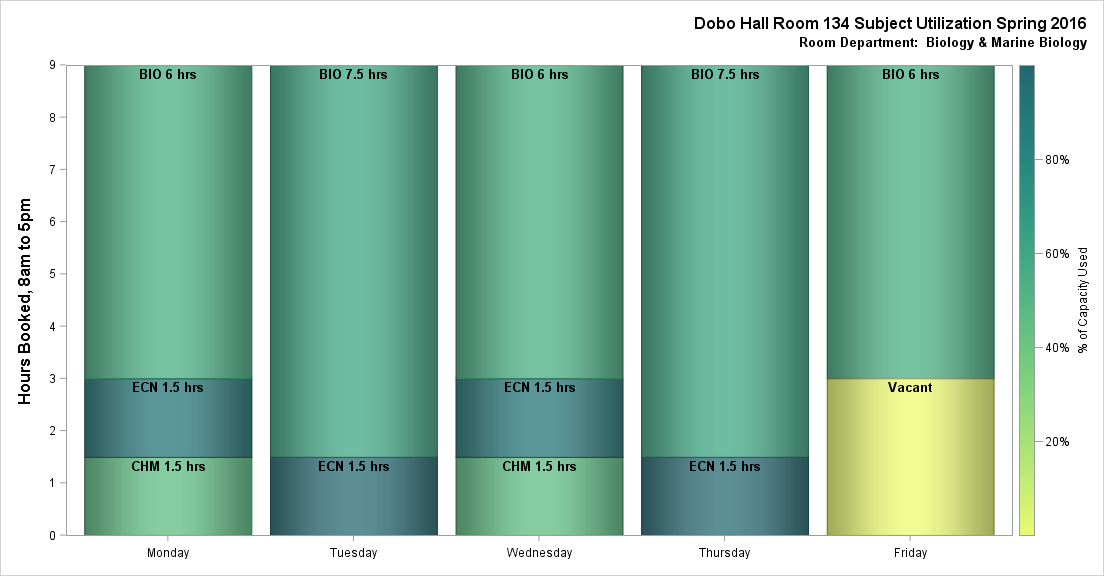 Dobo Hall Room 134 Subject Utilization Spring 2016
Room Department:  Biology & Marine Biology
Hours Booked, 8am to 5pm
9
8
7
6
5
4
3
2
1
0
BIO 6 hrs
BIO 7.5 hrs
BIO 6 hrs
BIO 7.5 hrs
BIO 6 hrs
ECN 1.5 hrs
ECN 1.5 hrs
Vacant
CHM 1.5 hrs
ECN 1.5 hrs
CHM 1.5 hrs
ECN 1.5 hrs
Monday
Tuesday
Wednesday
Thursday
Friday
80%
60%
40%
20%
% of Capacity Used